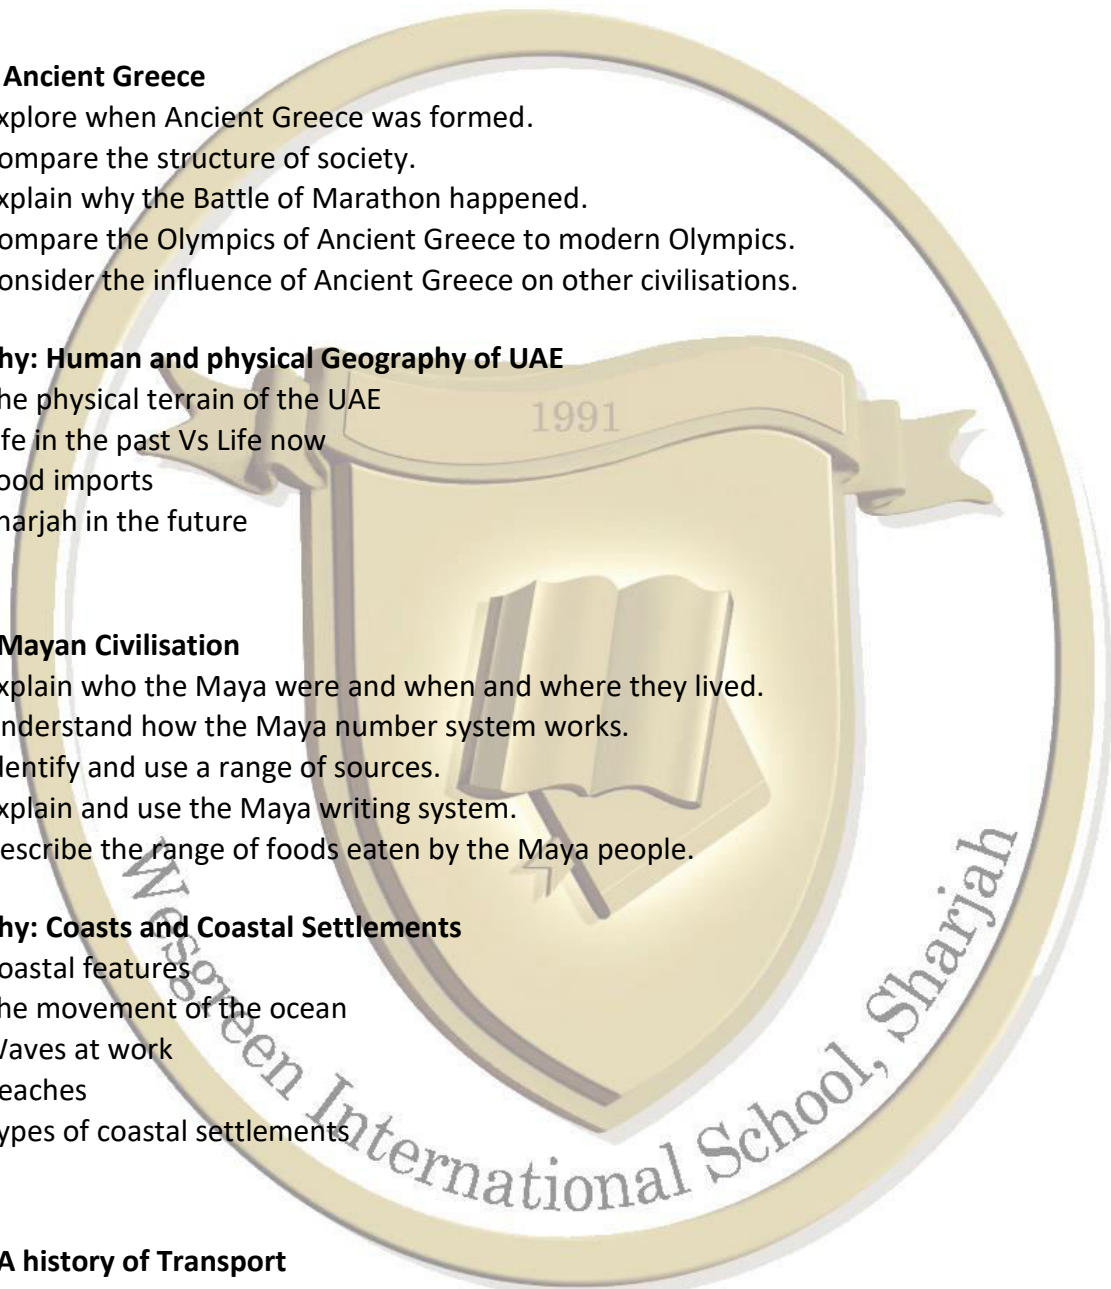 Ancient Greece
xplore when Ancient Greece was formed.
ompare the structure of society.
xplain why the Battle of Marathon happened.
ompare the Olympics of Ancient Greece to modern Olympics.
onsider the influence of Ancient Greece on other civilisations.
hy: Human and physical Geography of UAE
he physical terrain of the UAE
ife in the past Vs Life now
ood imports
harjah in the future
1991
Mayan Civilisation
xplain who the Maya were and when and where they lived.
nderstand how the Maya number system works.
dentify and use a range of sources.
xplain and use the Maya writing system.
escribe the range of foods eaten by the Maya people.
hy: Coasts and Coastal Settlements
oastal features
he movement of the ocean
Waves at work
eaches
ypes of coastal settlements
Wesgreen International School, Sharjah
A history of Transport